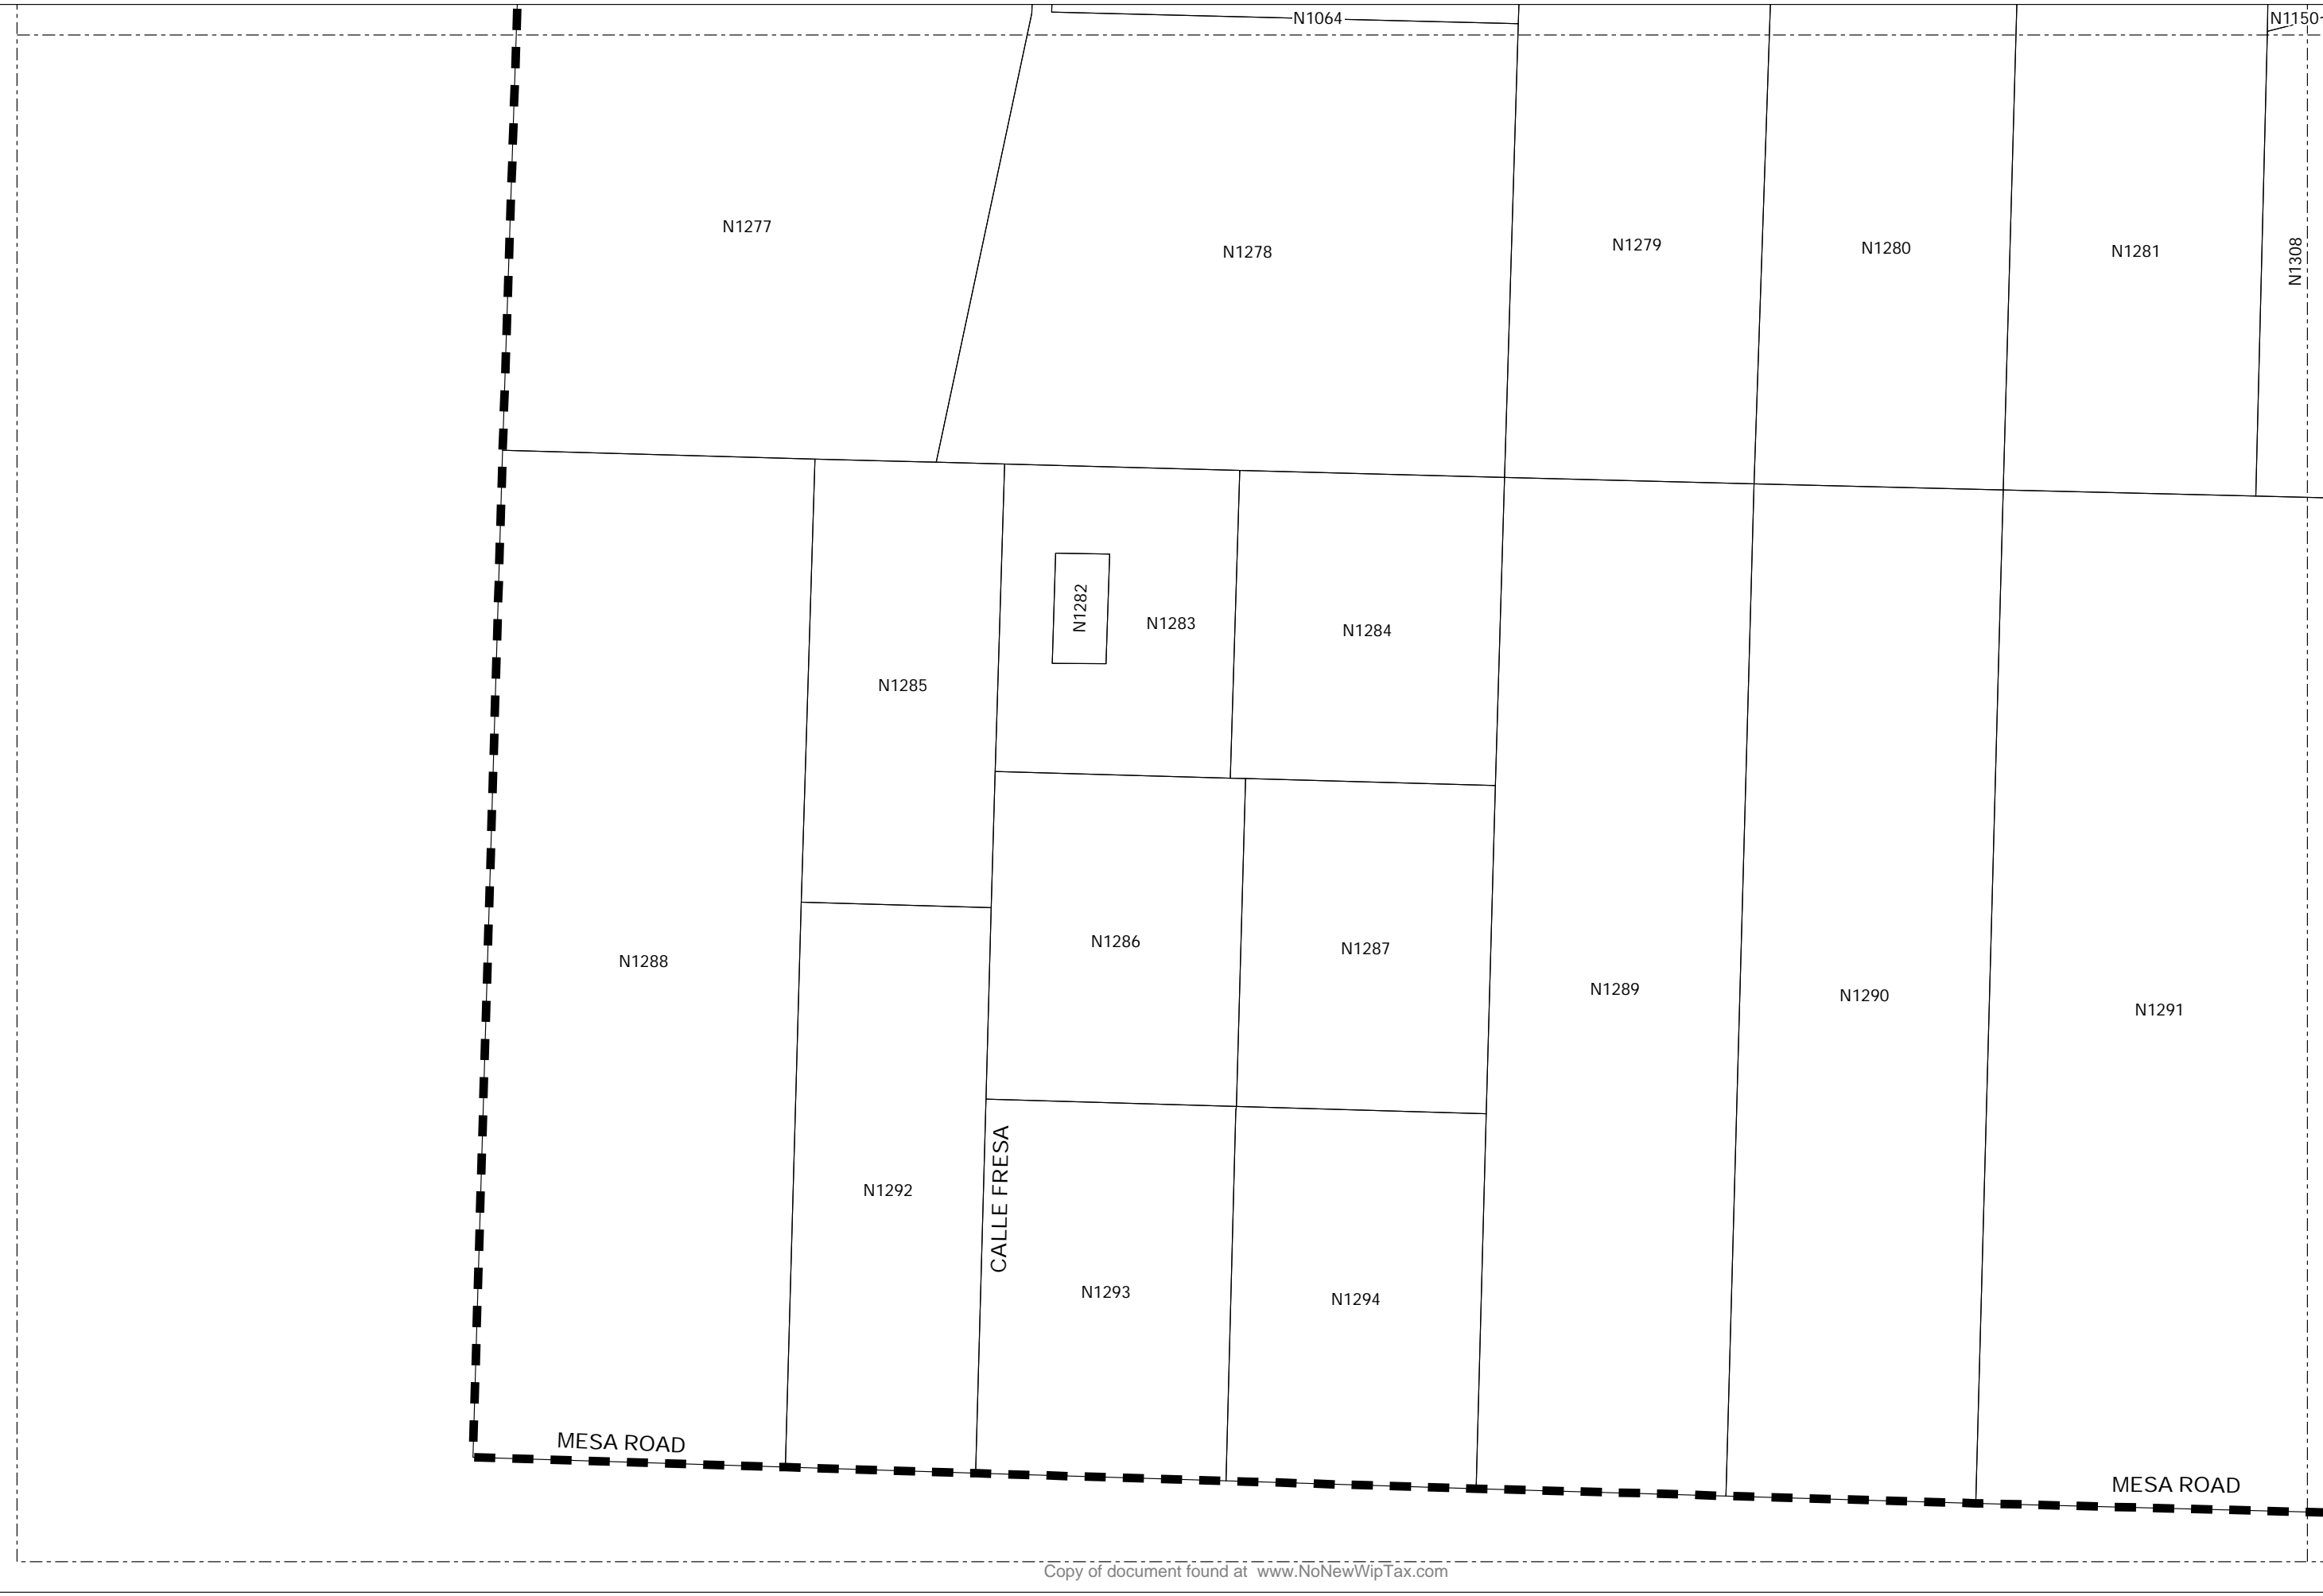 N1064
N1150
N1277
N1278
N1279
N1280
N1281
N1308
N1282
N1283
N1284
N1285
N1286
N1287
N1288
N1289
N1290
N1291
N1292
CALLE FRESA
N1293
N1294
MESA ROAD
MESA ROAD
Copy of document found at www.NoNewWipTax.com